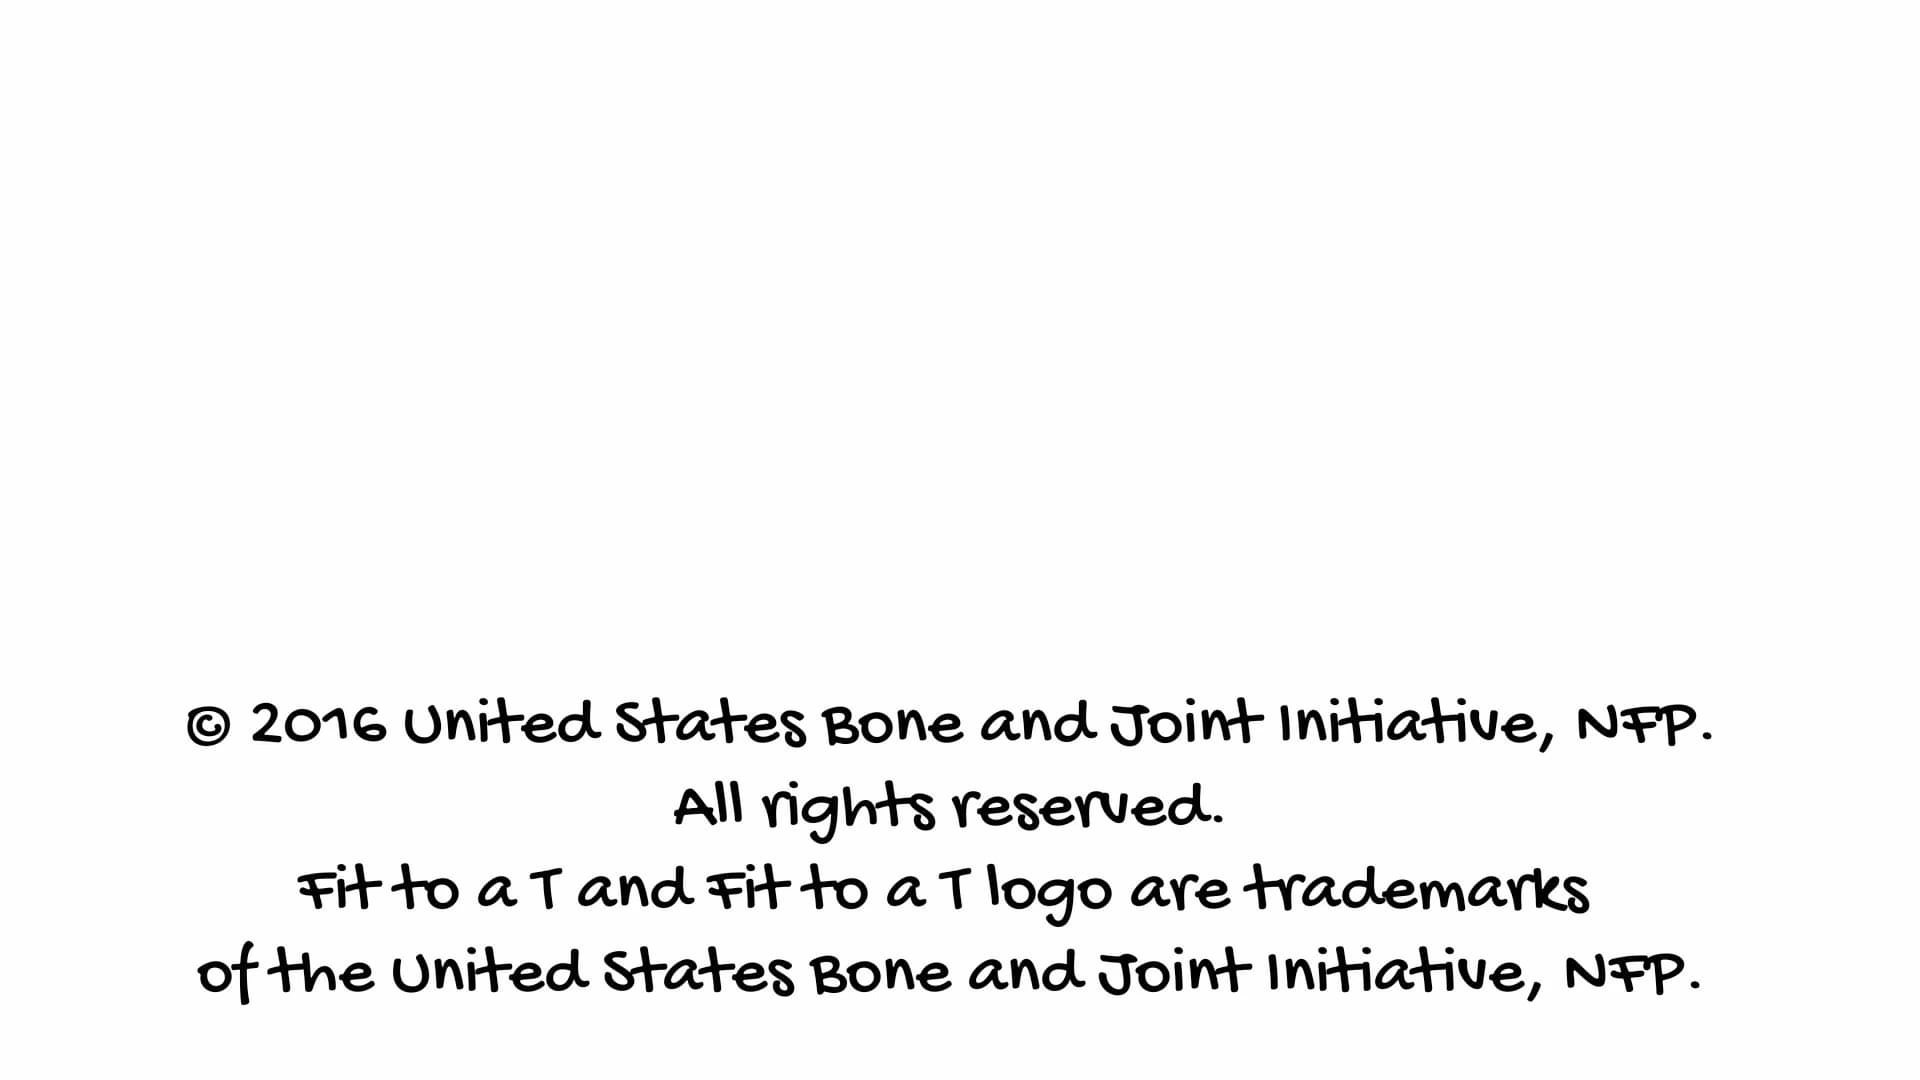 © 2016 United States Bone and Joint Initiative, NFP.
All rights reserved.
Fit to a T and Fit to a T logo are trademarks
of the United States Bone and Joint Initiative, NFP.